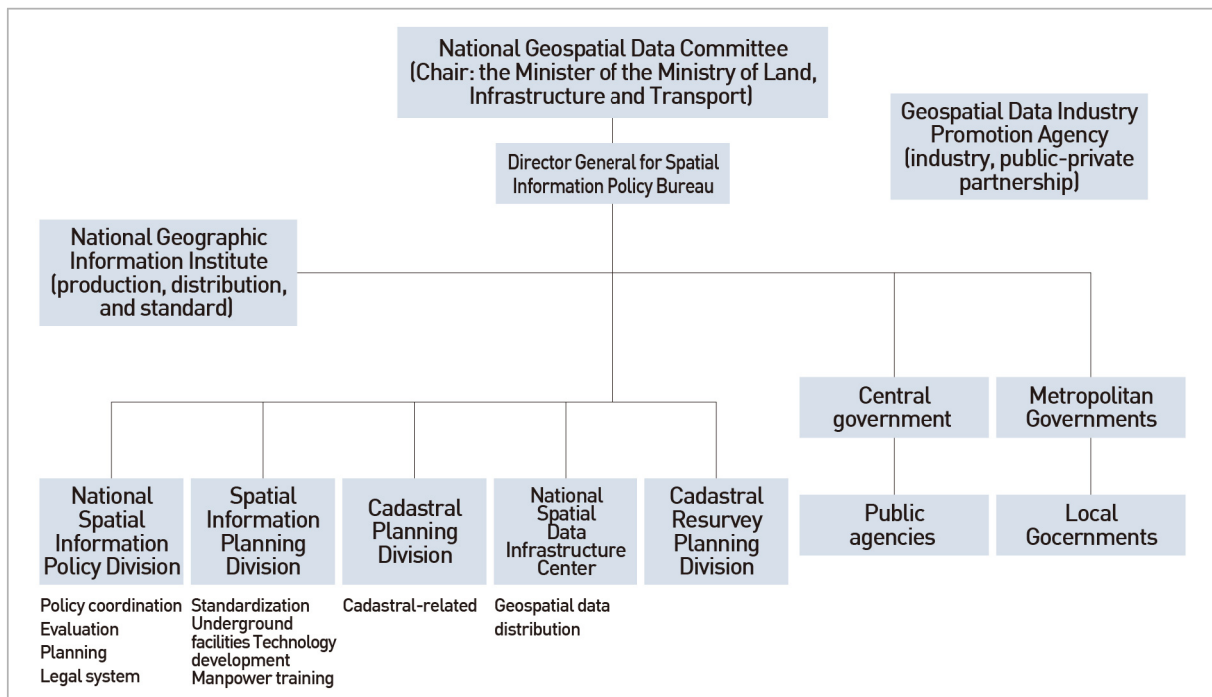 National Geospatial Data Committee
(Chair: the Minister of the Ministry of Land,
Infrastructure and Transport)
Geospatial Data Industry
Promotion Agency
(industry, public-private
partnership)
Director General for Spatial
Information Policy Bureau
National Geographic
Information Institute
(production, distribution,
and standard)
Central
government
Metropolitan
Governments
National
Spatial
Information
Policy Division
Spatial
Information
Planning
Division
Cadastral
Planning
Division
National
Spatial
Data
Infrastructure
Center
Cadastral
Resurvey
Planning
Division
Public
agencies
Local
Gocernments
Policy coordination
Evaluation
Planning
Legal system
Standardization
Underground
facilities Technology
development
Manpower training
Cadastral-related
Geospatial data
distribution